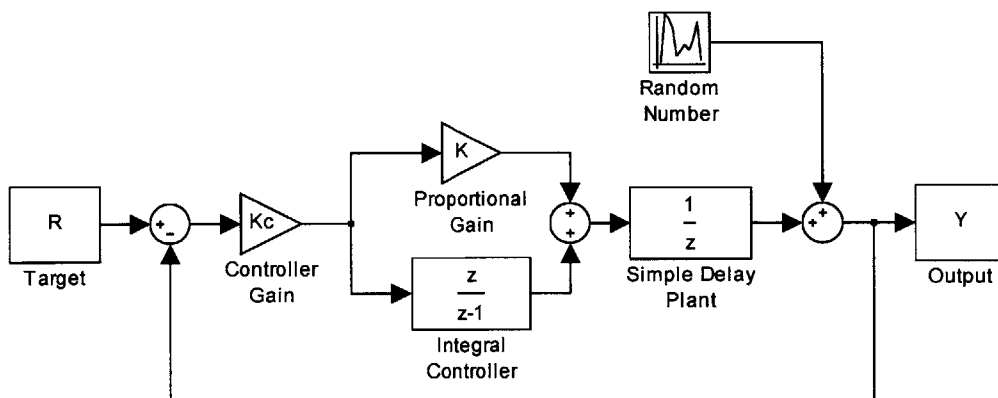 Random
Number
K
Proportional
Gain
R
Target
+
-
Kc
Controller
Gain
z
z-1
Integral
Controller
+
+
1
z
Simple Delay
Plant
+
+
Y
Output